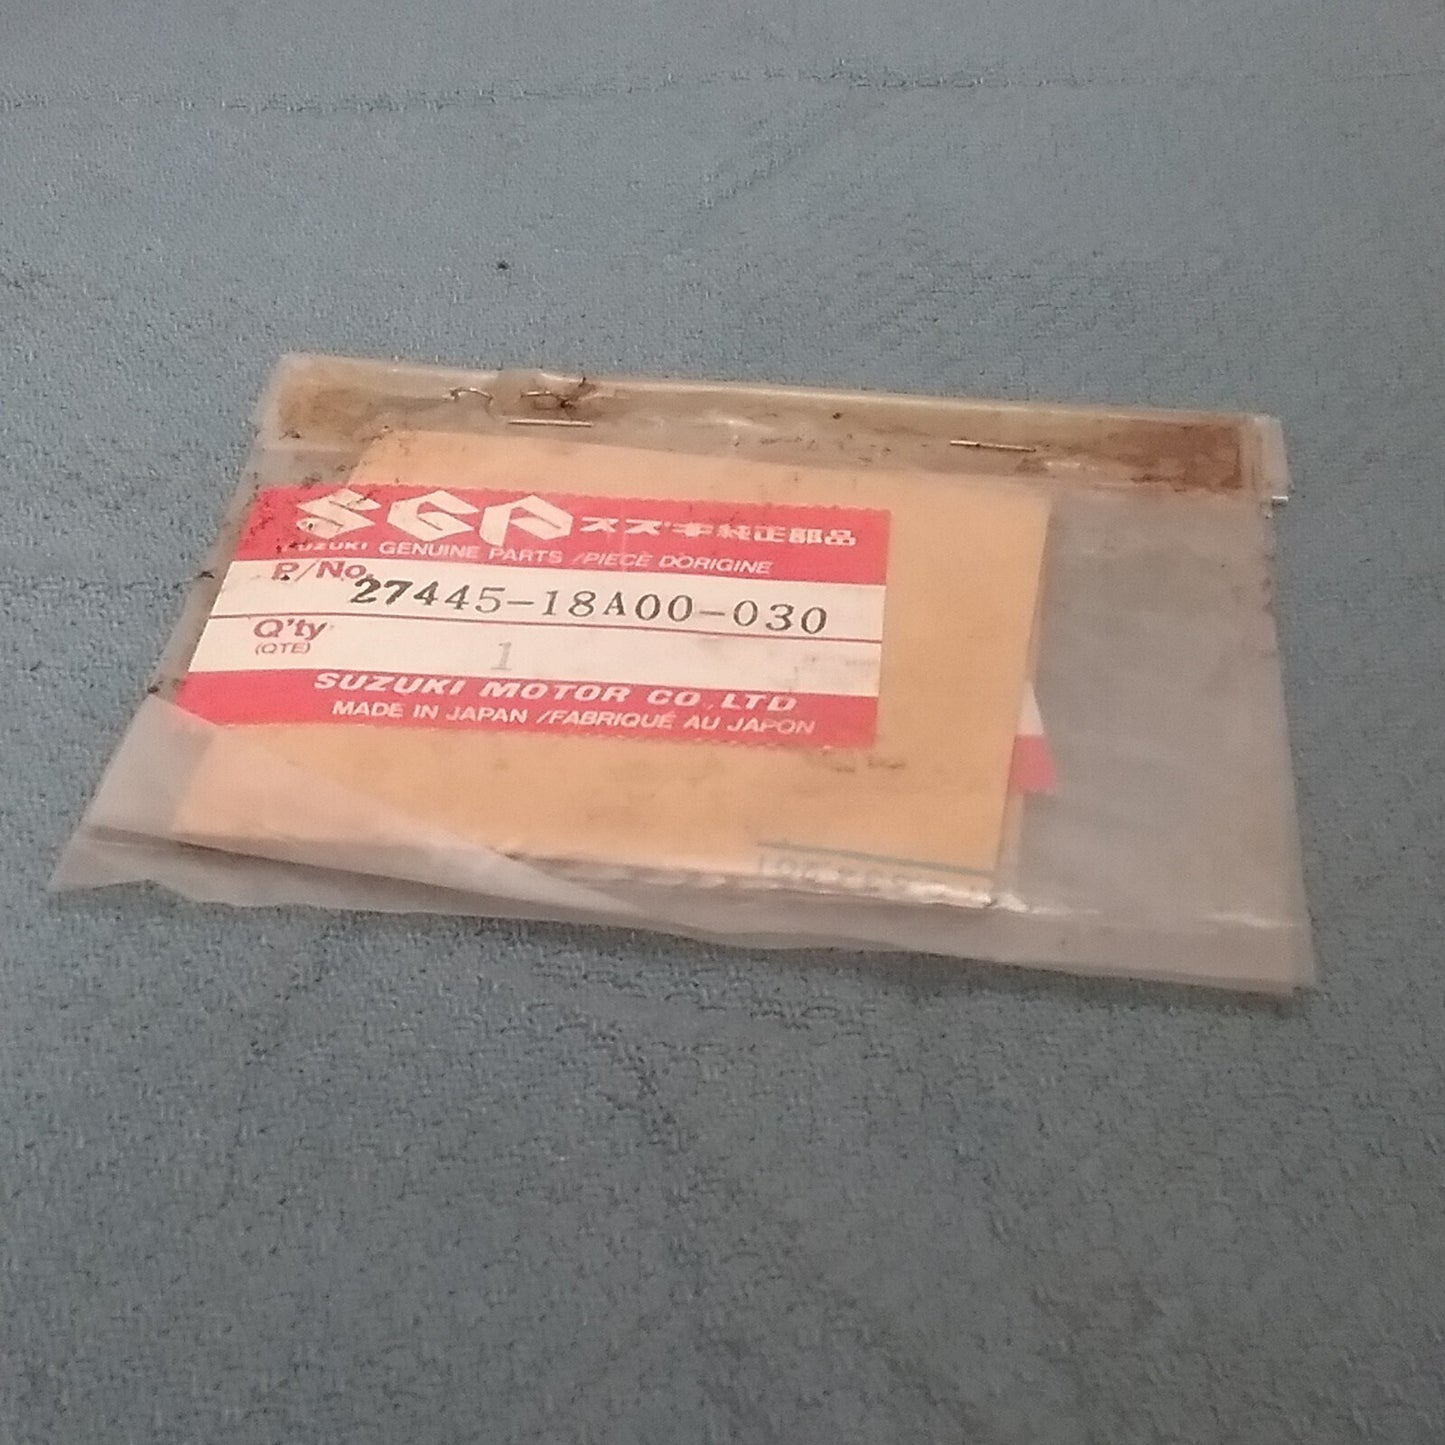 SGP スズキ純正部品
SUZUKI GENUINE PARTS /PIECE D'ORIGINE
P/No. 27445-18A00-030
Q'ty 1
(QTE)
SUZUKI MOTOR CO.,LTD
MADE IN JAPAN /FABRIQUÉ AU JAPON